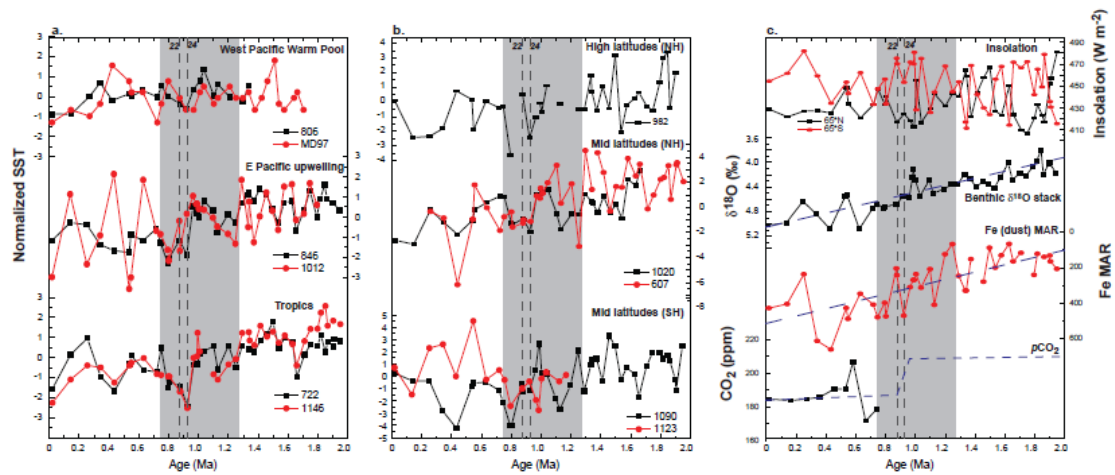 a.
22 24
West Pacific Warm Pool
3
2
1
0
-1
-2
-3
806
MD97
E Pacific upwelling
3
2
1
0
-1
-2
-3
846
1012
Tropics
3
2
1
0
-1
-2
-3
722
1146
Normalized SST
0.0 0.2 0.4 0.6 0.8 1.0 1.2 1.4 1.6 1.8 2.0
Age (Ma)
b.
22 24
High latitudes (NH)
4
3
2
1
0
-1
-2
-3
-4
982
Mid latitudes (NH)
4
2
0
-2
-4
-6
-8
1020
607
Mid latitudes (SH)
5
4
3
2
1
0
-1
-2
-3
-4
-5
1090
1123
0.0 0.2 0.4 0.6 0.8 1.0 1.2 1.4 1.6 1.8 2.0
Age (Ma)
c.
22 24
Insolation
490
470
450
430
410
Insolation (W m-2)
65°N
65°S
3.6
4.0
4.4
4.8
5.2
δ18O (‰)
Benthic δ18O stack
Fe (dust) MAR
0
200
400
600
Fe MAR
pCO2
220
200
180
160
CO2 (ppm)
0.0 0.2 0.4 0.6 0.8 1.0 1.2 1.4 1.6 1.8 2.0
Age (Ma)